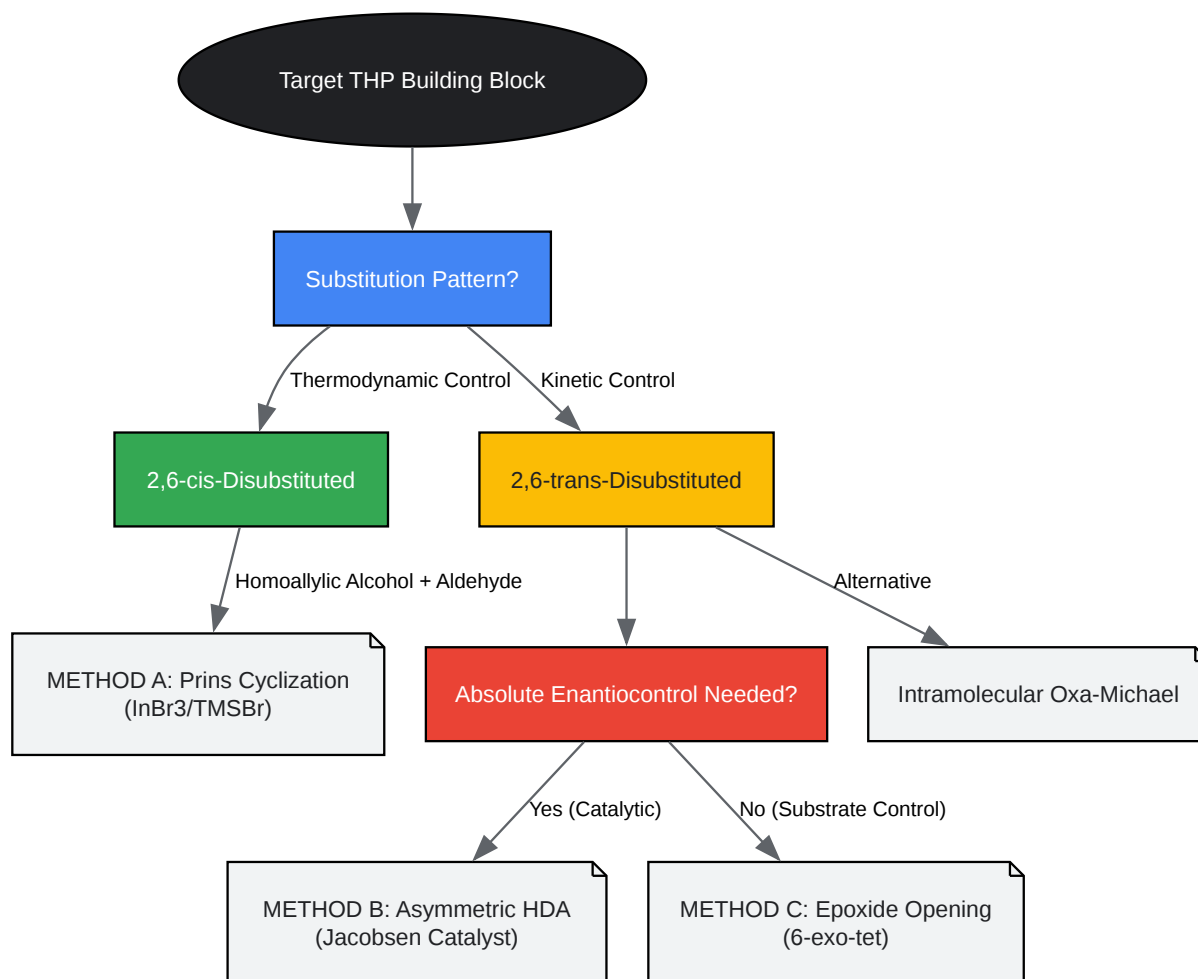 Target THP Building Block
Substitution Pattern?
Thermodynamic Control
Kinetic Control
2,6-cis-Disubstituted
2,6-trans-Disubstituted
Homoallylic Alcohol + Aldehyde
Alternative
METHOD A: Prins Cyclization
(InBr3/TMSBr)
Absolute Enantiocontrol Needed?
Intramolecular Oxa-Michael
Yes (Catalytic)
No (Substrate Control)
METHOD B: Asymmetric HDA
(Jacobsen Catalyst)
METHOD C: Epoxide Opening
(6-exo-tet)